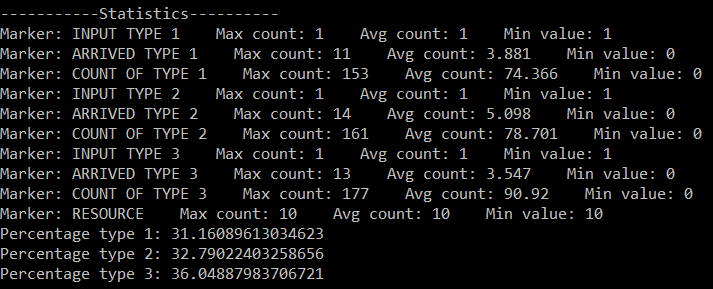 -----------Statistics----------
Marker: INPUT TYPE 1    Max count: 1    Avg count: 1    Min value: 1
Marker: ARRIVED TYPE 1    Max count: 11    Avg count: 3.881    Min value: 0
Marker: COUNT OF TYPE 1    Max count: 153    Avg count: 74.366    Min value: 0
Marker: INPUT TYPE 2    Max count: 1    Avg count: 1    Min value: 1
Marker: ARRIVED TYPE 2    Max count: 14    Avg count: 5.098    Min value: 0
Marker: COUNT OF TYPE 2    Max count: 161    Avg count: 78.701    Min value: 0
Marker: INPUT TYPE 3    Max count: 1    Avg count: 1    Min value: 1
Marker: ARRIVED TYPE 3    Max count: 13    Avg count: 3.547    Min value: 0
Marker: COUNT OF TYPE 3    Max count: 177    Avg count: 90.92    Min value: 0
Marker: RESOURCE    Max count: 10    Avg count: 10    Min value: 10
Percentage type 1: 31.16089613034623
Percentage type 2: 32.79022403258656
Percentage type 3: 36.04887983706721